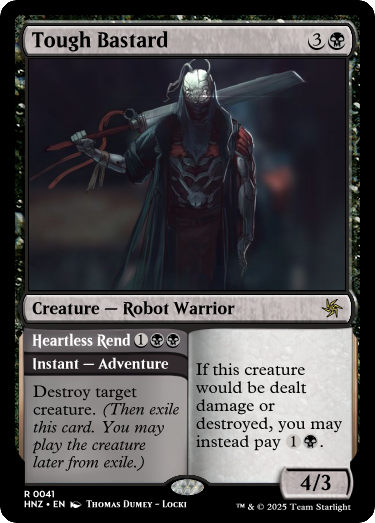 Tough Bastard 3
Creature — Robot Warrior
Heartless Rend 1
Instant — Adventure
Destroy target
creature. (Then exile
this card. You may
play the creature
later from exile.)
If this creature
would be dealt
damage or
destroyed, you may
instead pay 1 .
4/3
R 0041
HNZ • EN Thomas Dumey - Locki
™ & © 2025 Team Starlight